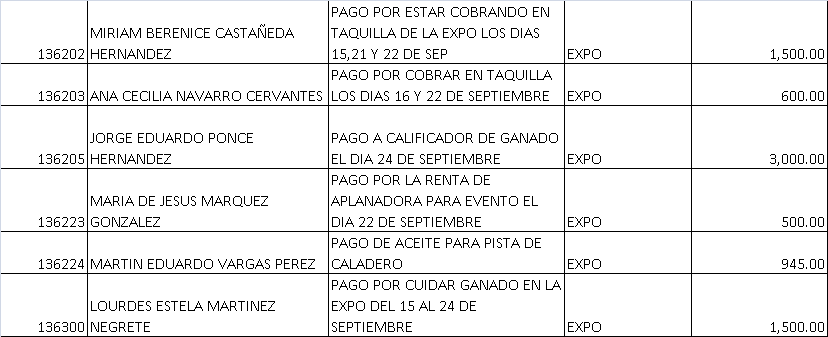 136202 MIRIAM BERENICE CASTAÑEDA HERNANDEZ PAGO POR ESTAR COBRANDO EN TAQUILLA DE LA EXPO LOS DIAS 15,21 Y 22 DE SEP EXPO 1,500.00
136203 ANA CECILIA NAVARRO CERVANTES PAGO POR COBRAR EN TAQUILLA LOS DIAS 16 Y 22 DE SEPTIEMBRE EXPO 600.00
136205 JORGE EDUARDO PONCE HERNANDEZ PAGO A CALIFICADOR DE GANADO EL DIA 24 DE SEPTIEMBRE EXPO 3,000.00
136223 MARIA DE JESUS MARQUEZ GONZALEZ PAGO POR LA RENTA DE APLANADORA PARA EVENTO EL DIA 22 DE SEPTIEMBRE EXPO 500.00
136224 MARTIN EDUARDO VARGAS PEREZ PAGO DE ACEITE PARA PISTA DE CALADERO EXPO 945.00
136300 LOURDES ESTELA MARTINEZ NEGRETE PAGO POR CUIDAR GANADO EN LA EXPO DEL 15 AL 24 DE SEPTIEMBRE EXPO 1,500.00